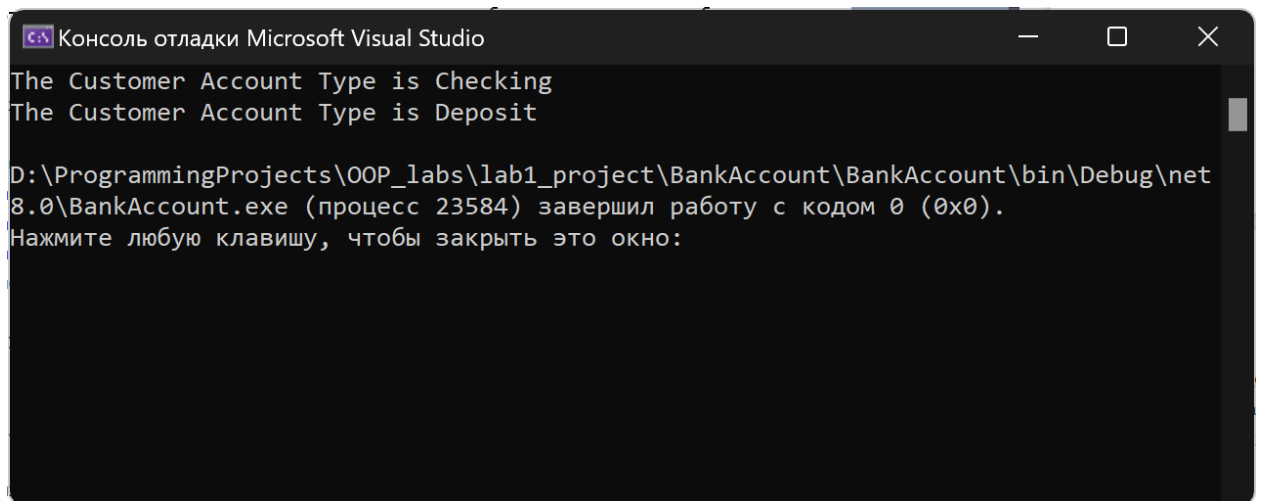 Консоль отладки Microsoft Visual Studio
The Customer Account Type is Checking
The Customer Account Type is Deposit
D:\ProgrammingProjects\OOP_labs\lab1_project\BankAccount\BankAccount\bin\Debug\net
8.0\BankAccount.exe (процесс 23584) завершил работу с кодом 0 (0x0).
Нажмите любую клавишу, чтобы закрыть это окно: